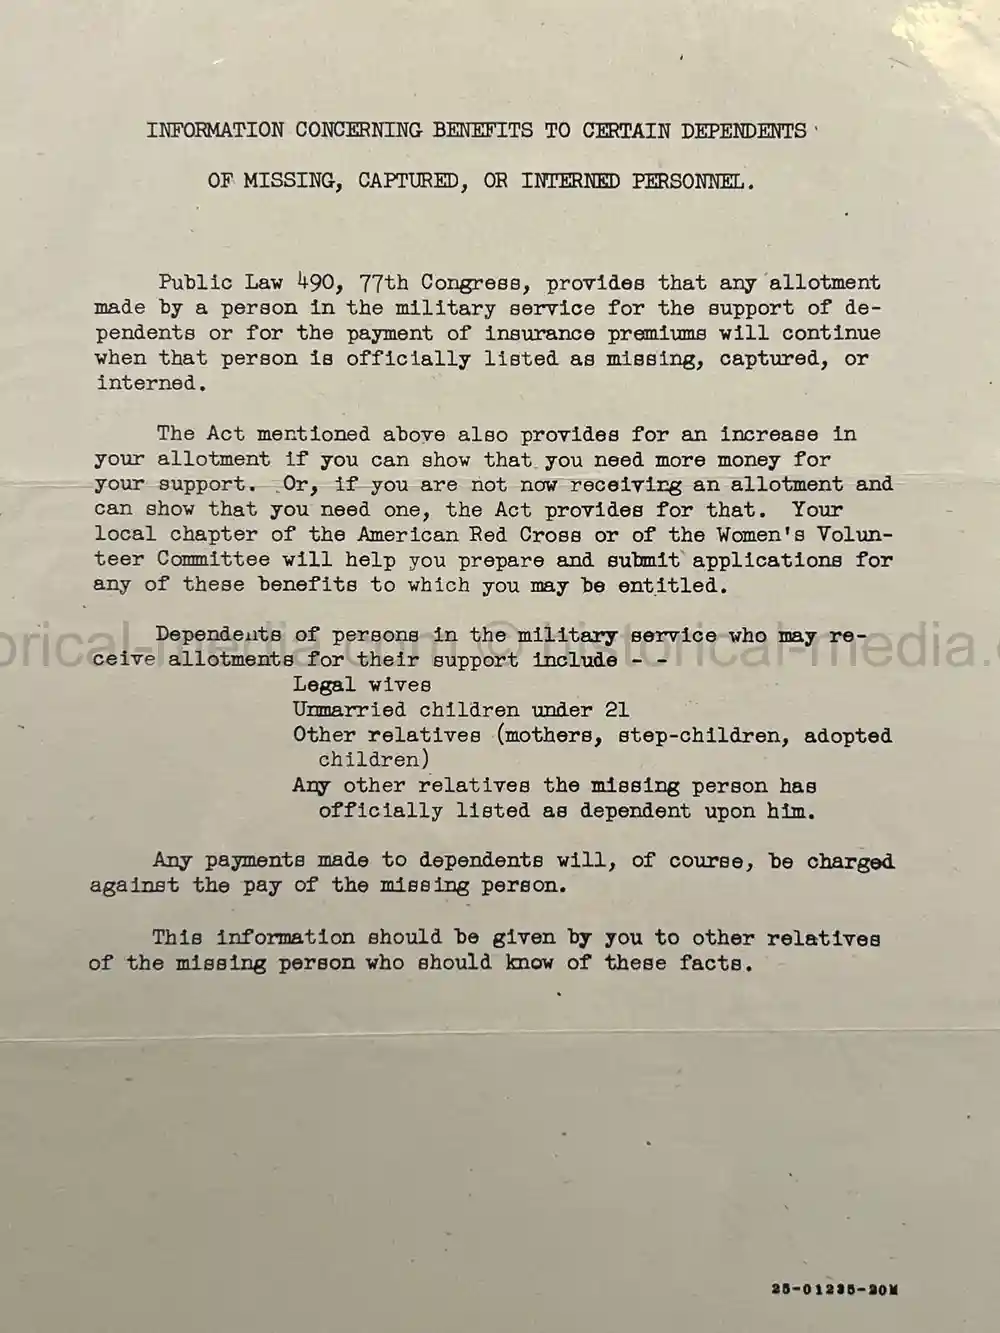 INFORMATION CONCERNING BENEFITS TO CERTAIN DEPENDENTS
OF MISSING, CAPTURED, OR INTERNED PERSONNEL.
Public Law 490, 77th Congress, provides that any allotment
made by a person in the military service for the support of de-
pendents or for the payment of insurance premiums will continue
when that person is officially listed as missing, captured, or
interned.
The Act mentioned above also provides for an increase in
your allotment if you can show that you need more money for
your support. Or, if you are not now receiving an allotment and
can show that you need one, the Act provides for that. Your
local chapter of the American Red Cross or of the Women's Volun-
teer Committee will help you prepare and submit applications for
any of these benefits to which you may be entitled.
Dependents of persons in the military service who may re-
ceive allotments for their support include - -
Legal wives
Unmarried children under 21
Other relatives (mothers, step-children, adopted
children)
Any other relatives the missing person has
officially listed as dependent upon him.
Any payments made to dependents will, of course, be charged
against the pay of the missing person.
This information should be given by you to other relatives
of the missing person who should know of these facts.
orical-media.com © historical-media.c
25-01235-20M